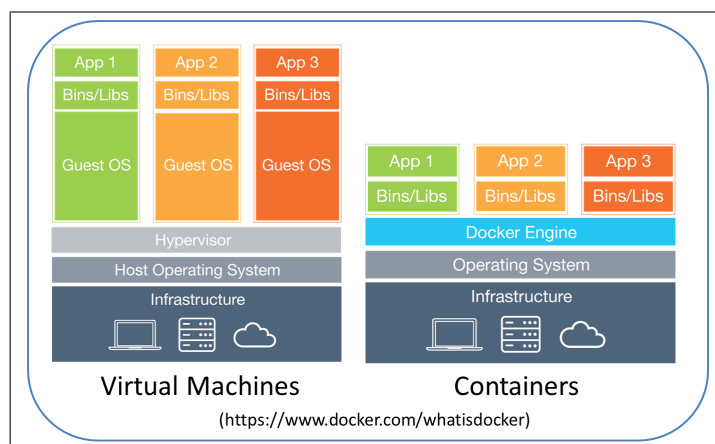 App 1
App 2
App 3
Bins/Libs
Bins/Libs
Bins/Libs
Guest OS
Guest OS
Guest OS
Hypervisor
Host Operating System
Infrastructure
App 1
App 2
App 3
Bins/Libs
Bins/Libs
Bins/Libs
Docker Engine
Operating System
Infrastructure
Virtual Machines
Containers
(https://www.docker.com/whatisdocker)